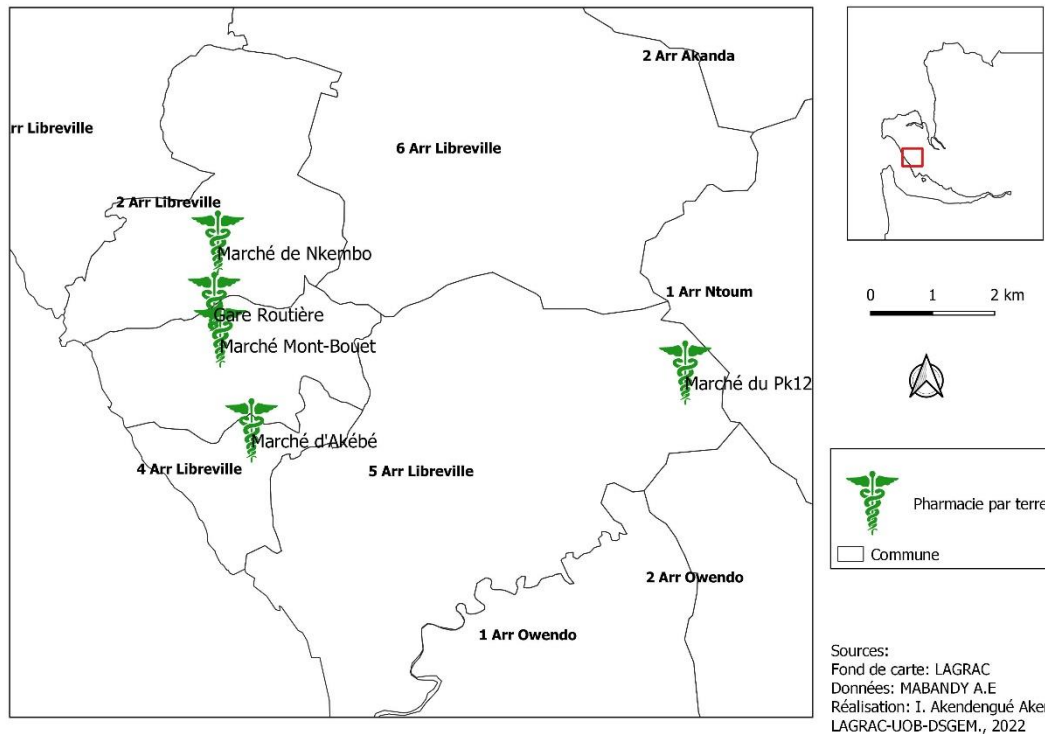 2 Arr Akanda
rr Libreville
6 Arr Libreville
2 Arr Libreville
Marché de Nkembo
1 Arr Ntoum
Gare Routière
Marché Mont-Bouet
Marché du Pk12
Marché d'Akébé
4 Arr Libreville
5 Arr Libreville
2 Arr Owendo
1 Arr Owendo
0 1 2 km
Pharmacie par terre
Commune
Sources:
Fond de carte: LAGRAC
Données: MABANDY A.E
Réalisation: I. Akendengué Aken
LAGRAC-UOB-DSGEM., 2022